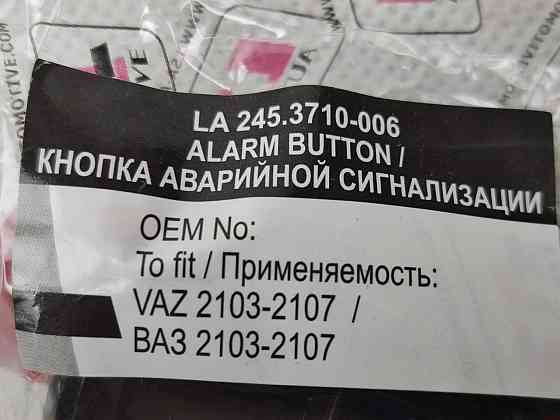 LA 245.3710-006
ALARM BUTTON /
КНОПКА АВАРИЙНОЙ СИГНАЛИЗАЦИИ
OEM No:
To fit / Применяемость:
VAZ 2103-2107 /
ВАЗ 2103-2107